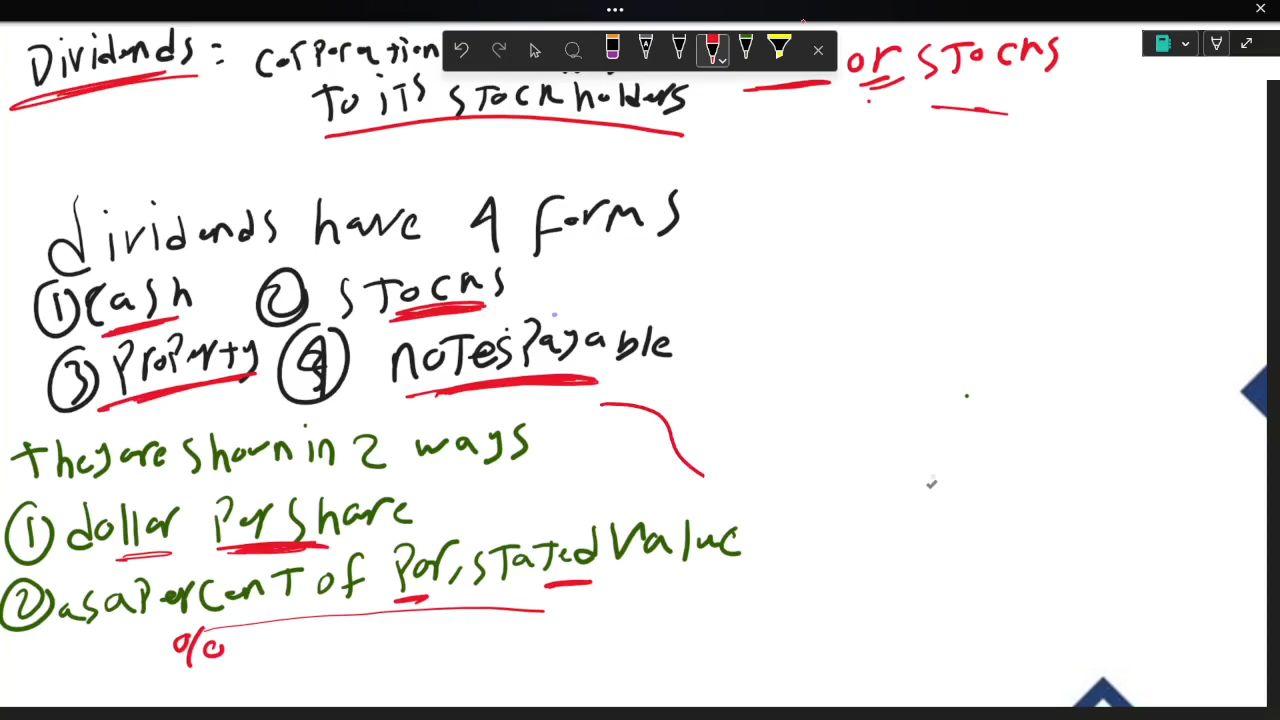 Dividends: corporation or stocks
to its stockholders
dividends have 4 forms
① Cash ② stocks
③ Property ④ notes Payable
they are shown in 2 ways
① dollar Per share
② as a Percent of Par, stated value
%